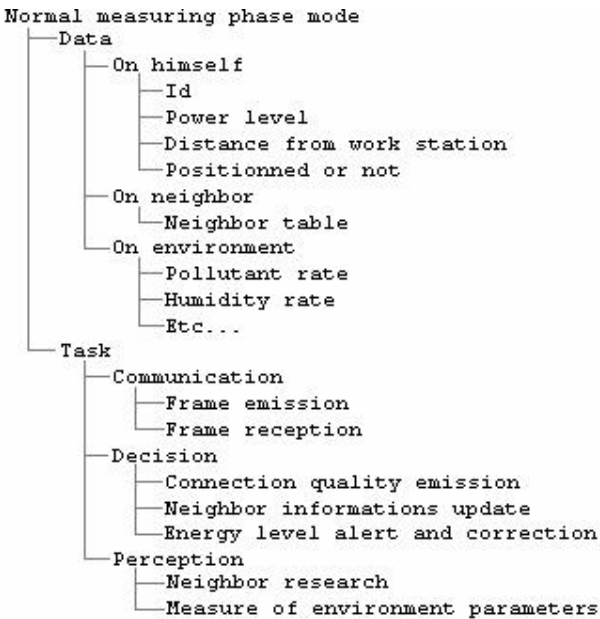 Normal measuring phase mode
Data
On himself
Id
Power level
Distance from work station
Positionned or not
On neighbor
Neighbor table
On environment
Pollutant rate
Humidity rate
Etc...
Task
Communication
Frame emission
Frame reception
Decision
Connection quality emission
Neighbor informations update
Energy level alert and correction
Perception
Neighbor research
Measure of environment parameters